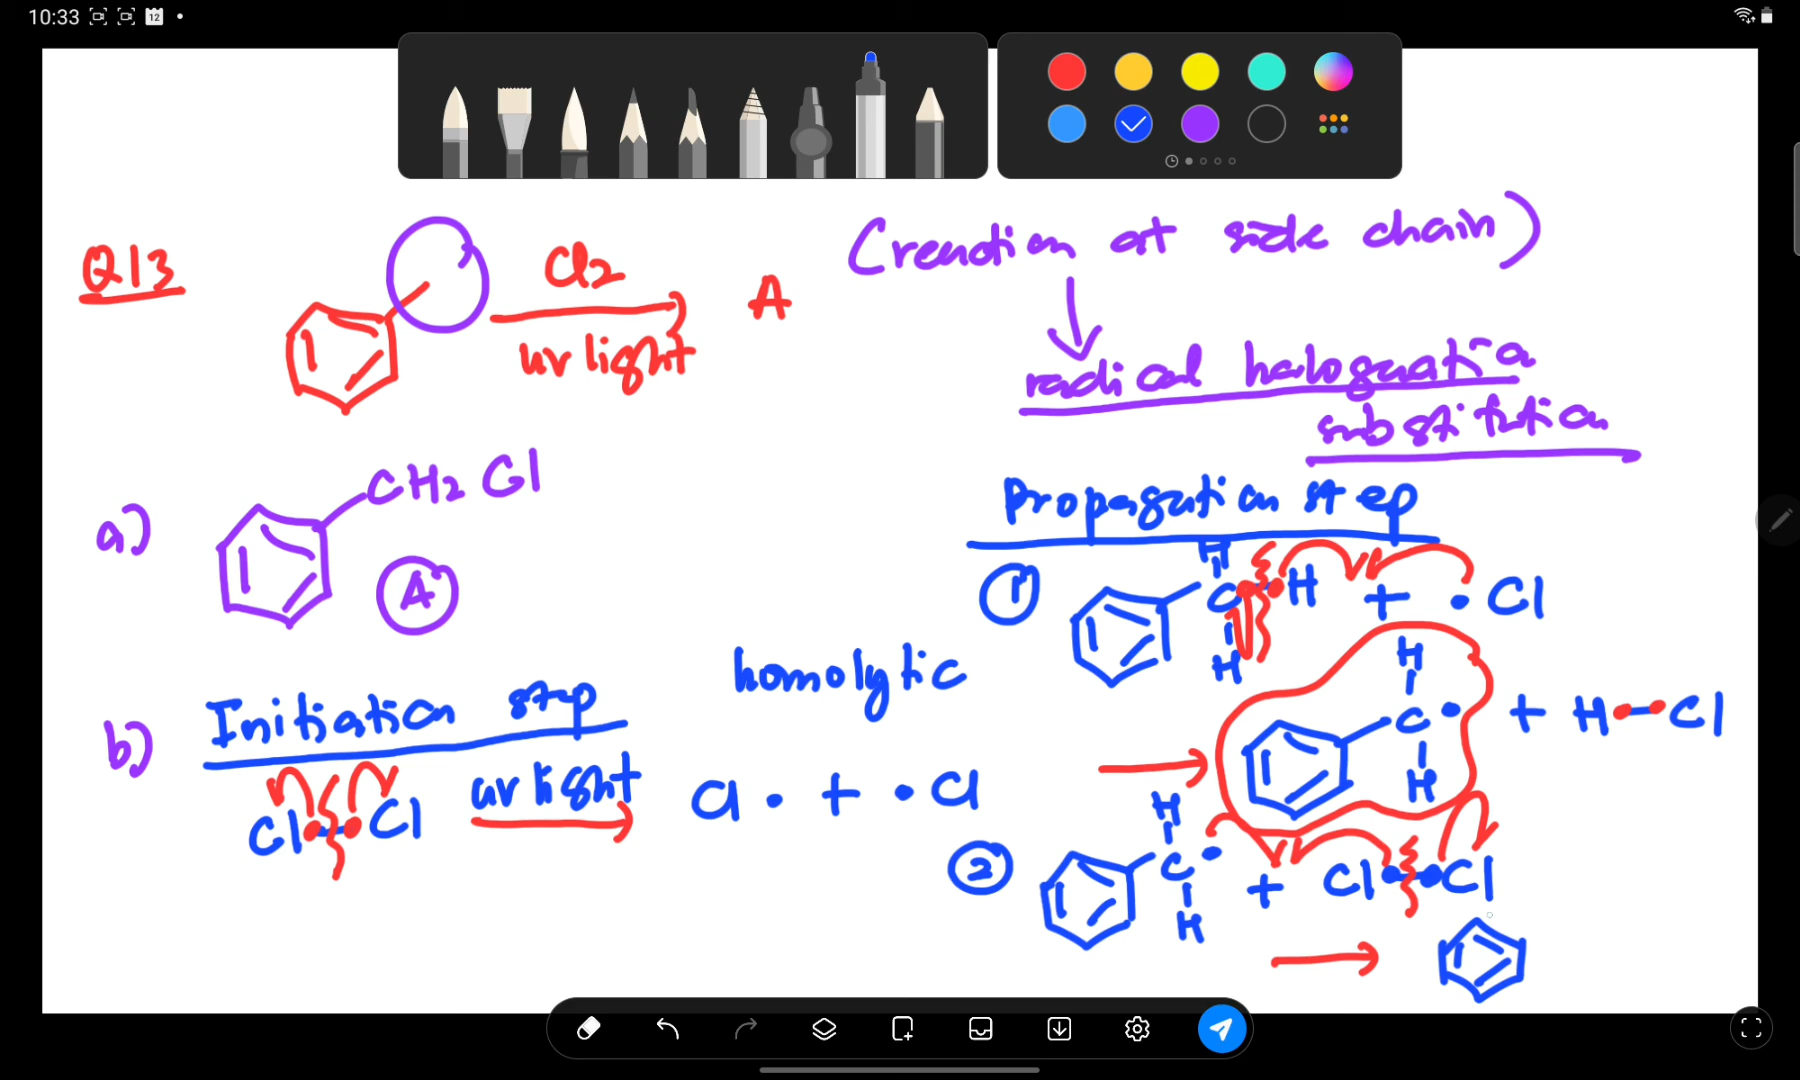 10:33 12
Q13
Cl2
uv light
A
(reaction at side chain)
radical halogenation
substitution
a)
CH2 Cl
A
b)
Initiation step
homolytic
Cl Cl
uv light
Cl • + • Cl
Propagation step
1
H
C H + • Cl
H
H
C • + H Cl
H
2
H
C • + Cl Cl
H